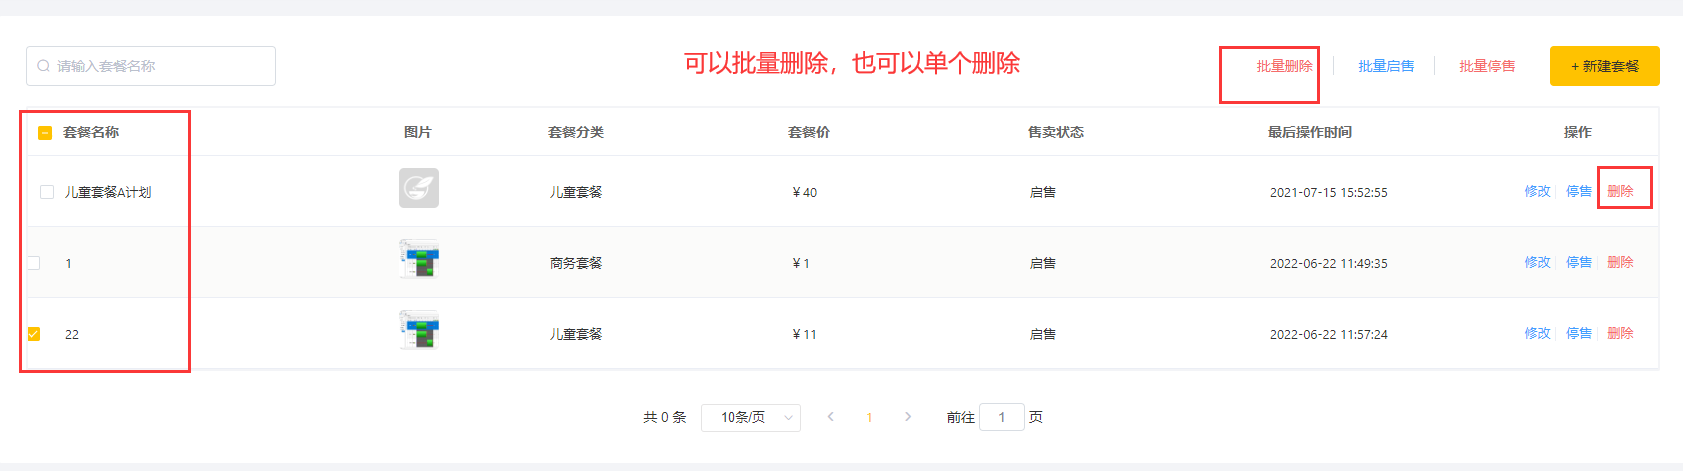 请输入套餐名称 可以批量删除，也可以单个删除 批量删除 批量启售 批量停售 + 新建套餐
套餐名称 图片 套餐分类 套餐价 售卖状态 最后操作时间 操作
儿童套餐A计划 儿童套餐 ¥ 40 启售 2021-07-15 15:52:55 修改 停售 删除
1 商务套餐 ¥ 1 启售 2022-06-22 11:49:35 修改 停售 删除
22 儿童套餐 ¥ 11 启售 2022-06-22 11:57:24 修改 停售 删除
共 0 条 10条/页 1 前往 1 页